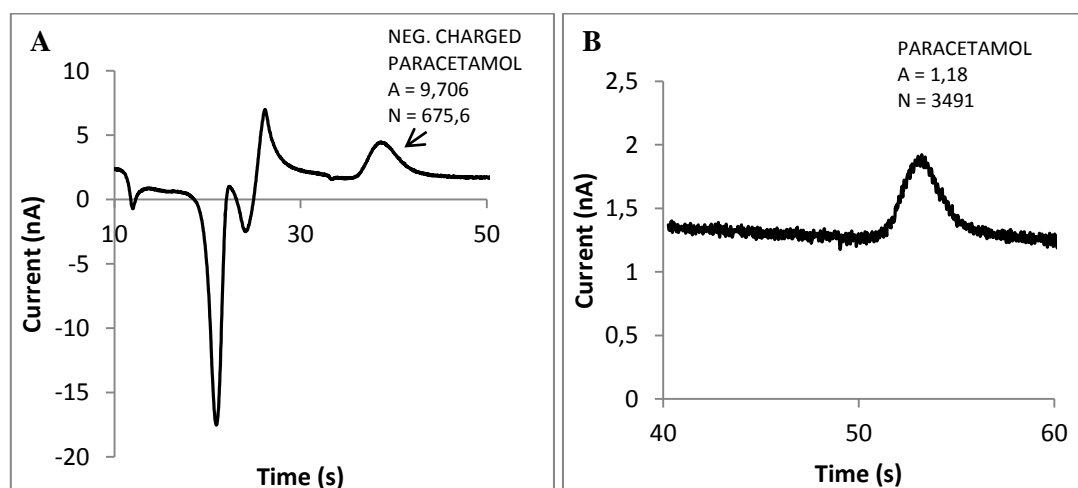 A
NEG. CHARGED
PARACETAMOL
A = 9,706
N = 675,6
10
5
0
-5
-10
-15
-20
10
30
50
Current (nA)
Time (s)
B
PARACETAMOL
A = 1,18
N = 3491
2,5
2
1,5
1
0,5
0
40
50
60
Current (nA)
Time (s)